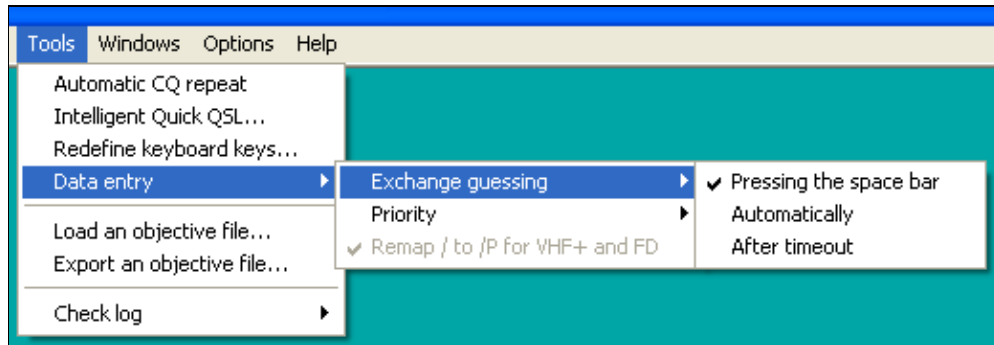 Tools Windows Options Help
Automatic CQ repeat
Intelligent Quick QSL...
Redefine keyboard keys...
Data entry
Load an objective file...
Export an objective file...
Check log
Exchange guessing
Priority
Remap / to /P for VHF+ and FD
Pressing the space bar
Automatically
After timeout